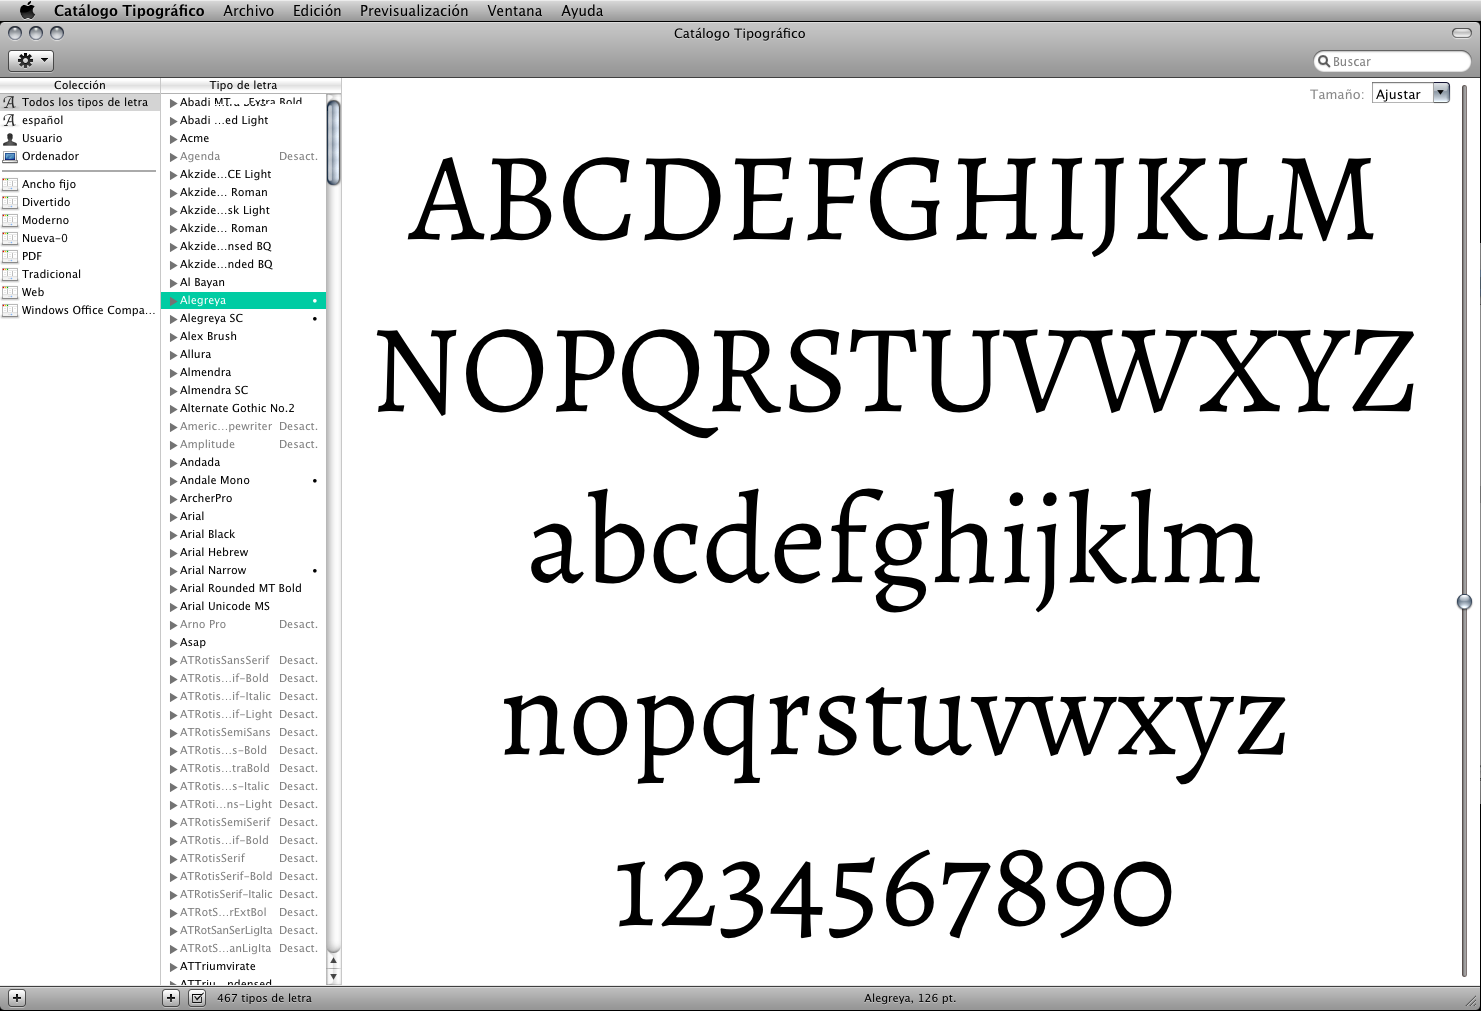 Catálogo Tipográfico Archivo Edición Previsualización Ventana Ayuda
Catálogo Tipográfico
Buscar
Colección
Todos los tipos de letra
español
Usuario
Ordenador
Ancho fijo
Divertido
Moderno
Nueva-0
PDF
Tradicional
Web
Windows Office Compa...
Tipo de letra
Abadi MT... Extra Bold
Abadi ...ed Light
Acme
Agenda Desact.
Akzide...CE Light
Akzide... Roman
Akzide...sk Light
Akzide... Roman
Akzide...nsed BQ
Akzide...nded BQ
Al Bayan
Alegreya •
Alegreya SC •
Alex Brush
Allura
Almendra
Almendra SC
Alternate Gothic No.2
Americ...pewriter Desact.
Amplitude Desact.
Andada
Andale Mono •
ArcherPro
Arial
Arial Black
Arial Hebrew
Arial Narrow •
Arial Rounded MT Bold
Arial Unicode MS
Arno Pro Desact.
Asap
ATRotisSansSerif Desact.
ATRotis...if-Bold Desact.
ATRotis...if-Italic Desact.
ATRotis...if-Light Desact.
ATRotisSemiSans Desact.
ATRotis...s-Bold Desact.
ATRotis...traBold Desact.
ATRotis...s-Italic Desact.
ATRoti...ns-Light Desact.
ATRotisSemiSerif Desact.
ATRotis...if-Bold Desact.
ATRotisSerif Desact.
ATRotisSerif-Bold Desact.
ATRotisSerif-Italic Desact.
ATRotS...rExtBol Desact.
ATRotSanSerLigIta Desact.
ATRotS...anLigIta Desact.
ATTriumvirate
ATTriu...ndensed
Tamaño: Ajustar
ABCDEFGHIJKLM
NOPQRSTUVWXYZ
abcdefghijklm
nopqrstuvwxyz
1234567890
467 tipos de letra
Alegreya, 126 pt.